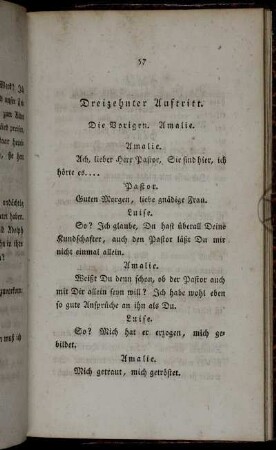 57
Dreizehnter Auftritt.
Die Vorigen. Amalie.
Amalie.
Ach, lieber Herr Pastor, Sie sind hier, ich
hörte es....
Pastor.
Guten Morgen, liebe gnädige Frau.
Luise.
So? Ich glaube, Du hast überall Deine
Kundschafter, auch den Pastor läßt Du mir
nicht einmal allein.
Amalie.
Weißt Du denn schon, ob der Pastor auch
mit Dir allein seyn will? Ich habe wohl eben
so gute Ansprüche an ihn als Du.
Luise.
So? Mich hat er erzogen, mich ge-
bildet.
Amalie.
Mich getraut, mich getröstet.